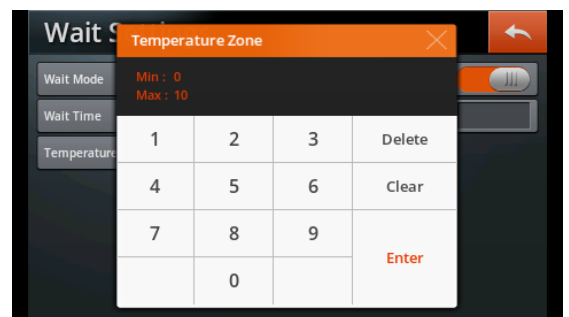 Wait S
Temperature Zone
Min : 0
Max : 10
Wait Mode
Wait Time
Temperature
1 2 3 Delete
4 5 6 Clear
7 8 9
Enter
0